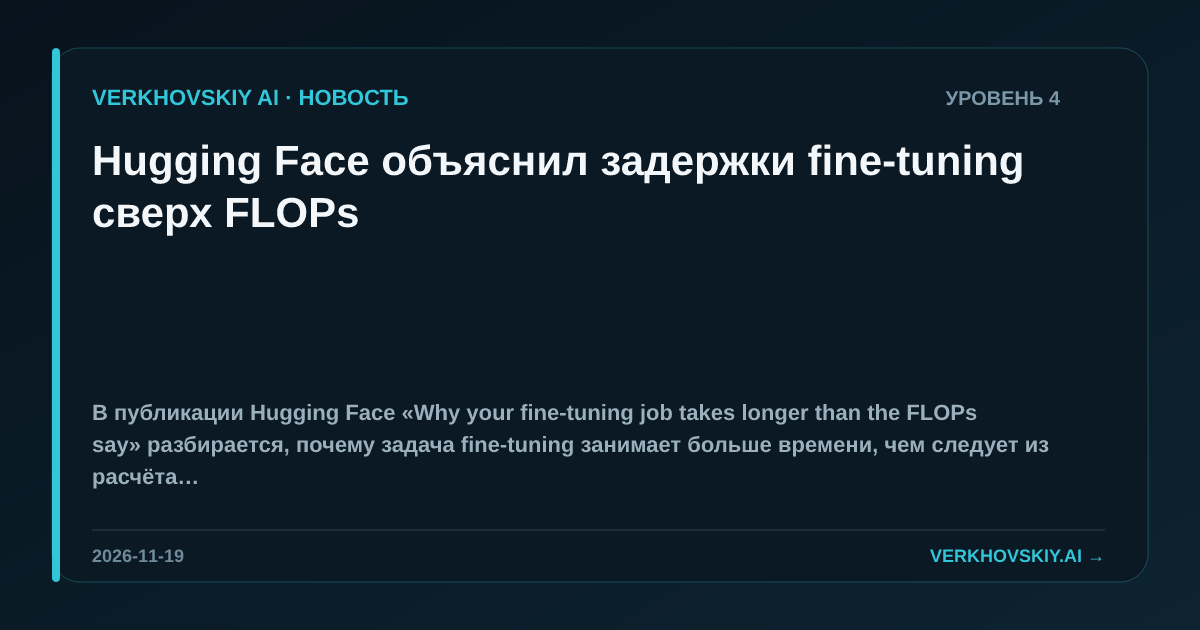 VERKHOVSKIY AI · НОВОСТЬ
УРОВЕНЬ 4
Hugging Face объяснил задержки fine-tuning
сверх FLOPs
В публикации Hugging Face «Why your fine-tuning job takes longer than the FLOPs
say» разбирается, почему задача fine-tuning занимает больше времени, чем следует из
расчёта…
2026-11-19
VERKHOVSKIY.AI →